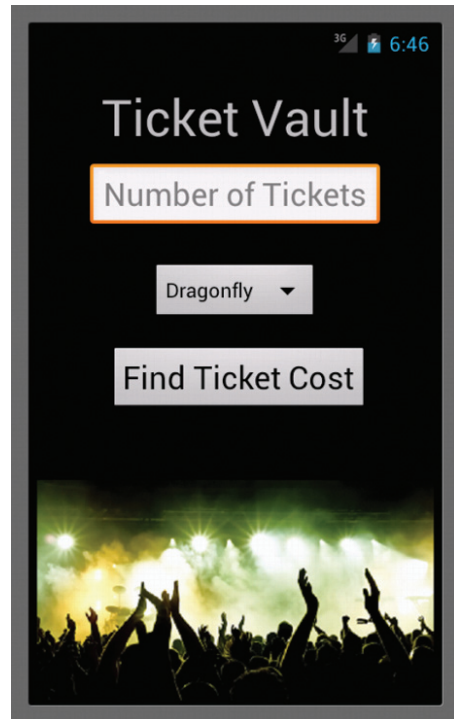 3G 6:46
Ticket Vault
Number of Tickets
Dragonfly
Find Ticket Cost